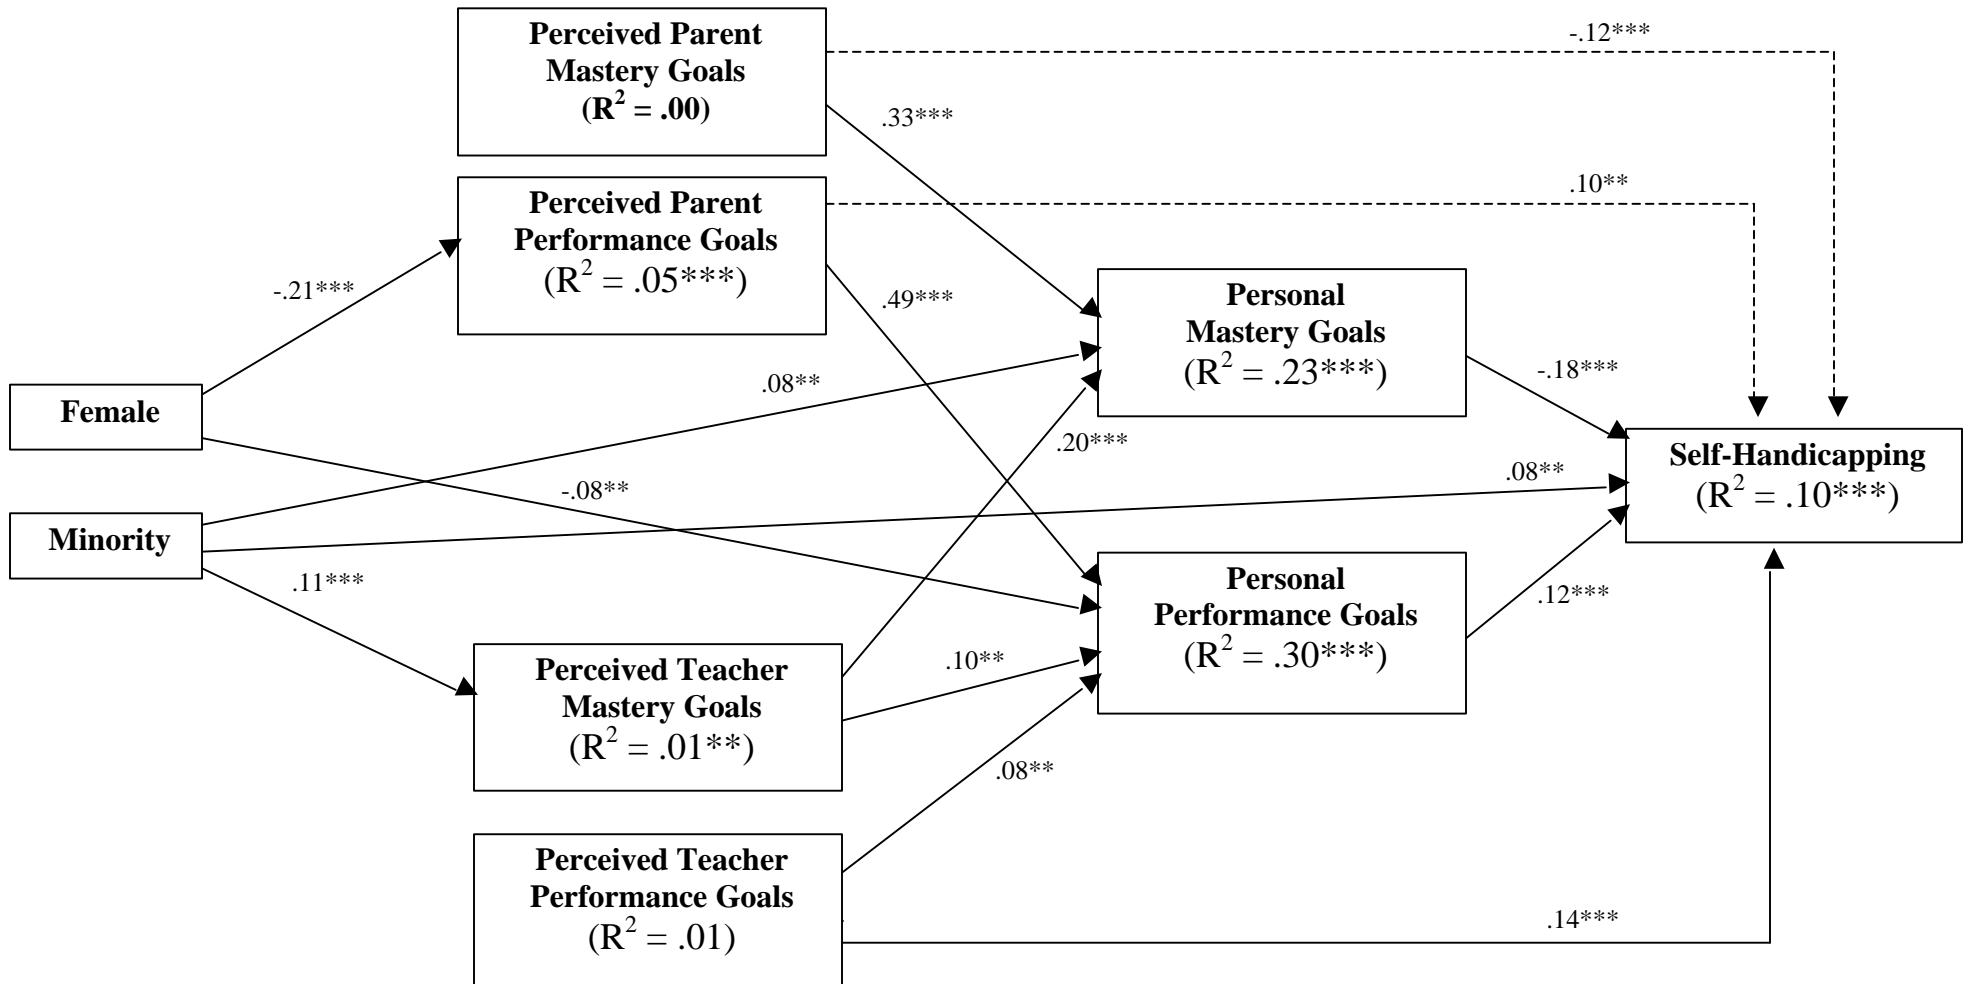 Perceived Parent
Mastery Goals
(R² = .00)
-.12***
.33***
Perceived Parent
Performance Goals
(R² = .05***)
.10**
-.21***
.49***
Personal
Mastery Goals
(R² = .23***)
-.18***
Female
.08**
.20***
Self-Handicapping
(R² = .10***)
-.08**
.08**
Minority
.11***
Personal
Performance Goals
(R² = .30***)
.12***
Perceived Teacher
Mastery Goals
(R² = .01**)
.10**
.08**
Perceived Teacher
Performance Goals
(R² = .01)
.14***